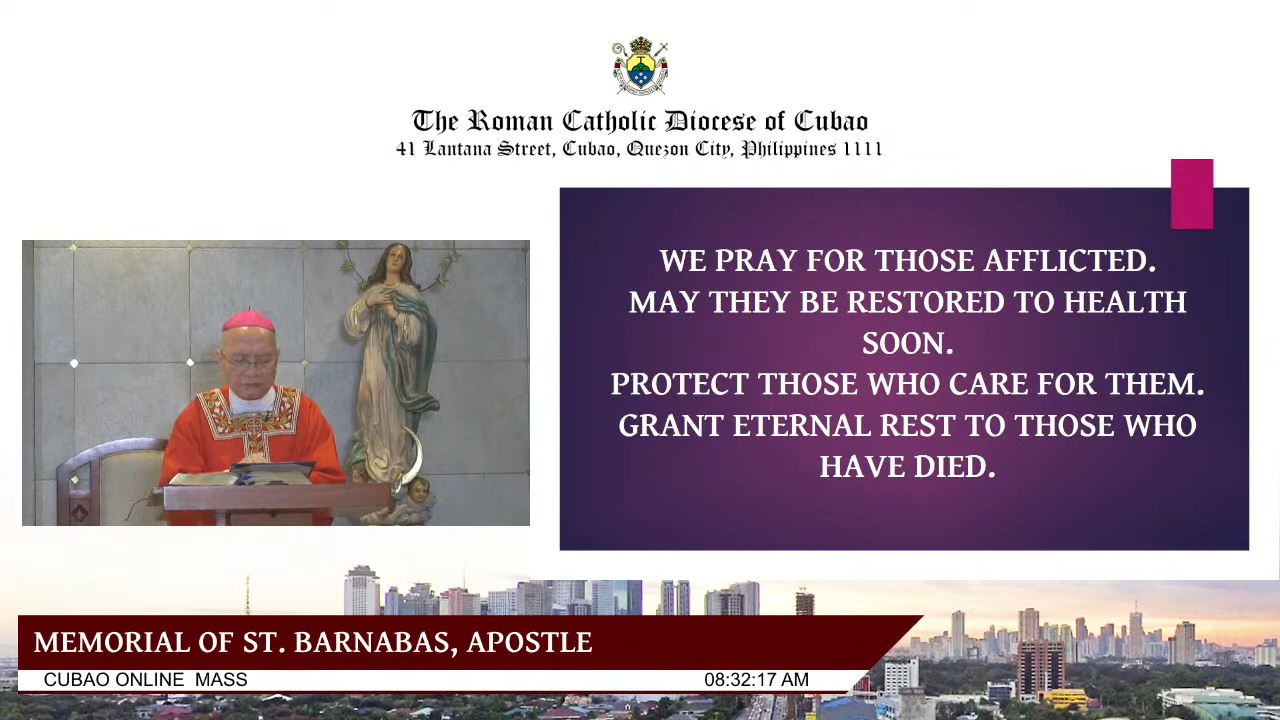 The Roman Catholic Diocese of Cubao
41 Lantana Street, Cubao, Quezon City, Philippines 1111
WE PRAY FOR THOSE AFFLICTED.
MAY THEY BE RESTORED TO HEALTH
SOON.
PROTECT THOSE WHO CARE FOR THEM.
GRANT ETERNAL REST TO THOSE WHO
HAVE DIED.
MEMORIAL OF ST. BARNABAS, APOSTLE
CUBAO ONLINE  MASS
08:32:17 AM